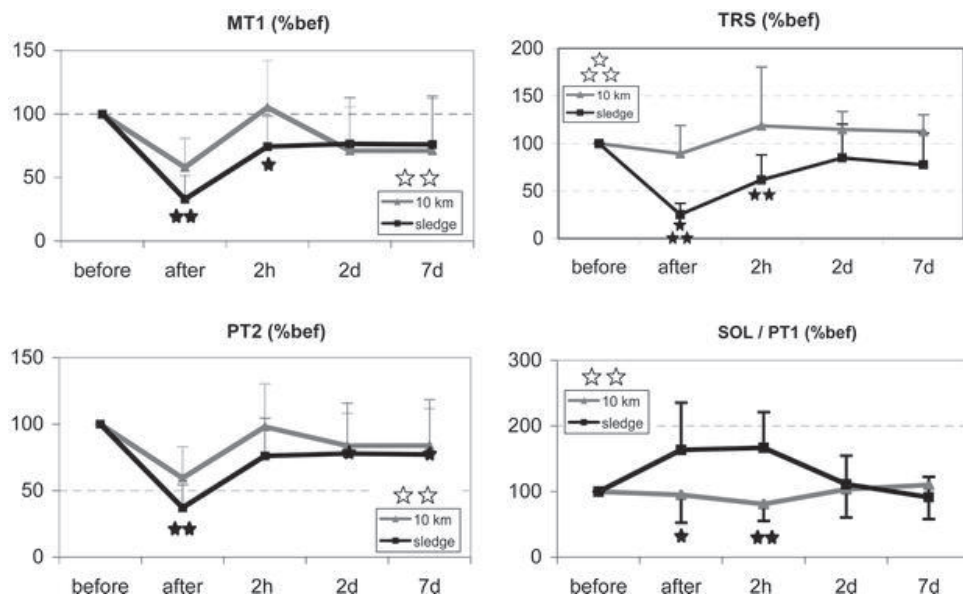 MT1 (%bef)
150
100
50
0
before after 2h 2d 7d
10 km
sledge
TRS (%bef)
200
150
100
50
0
before after 2h 2d 7d
10 km
sledge
PT2 (%bef)
150
100
50
0
before after 2h 2d 7d
10 km
sledge
SOL / PT1 (%bef)
300
200
100
0
before after 2h 2d 7d
10 km
sledge